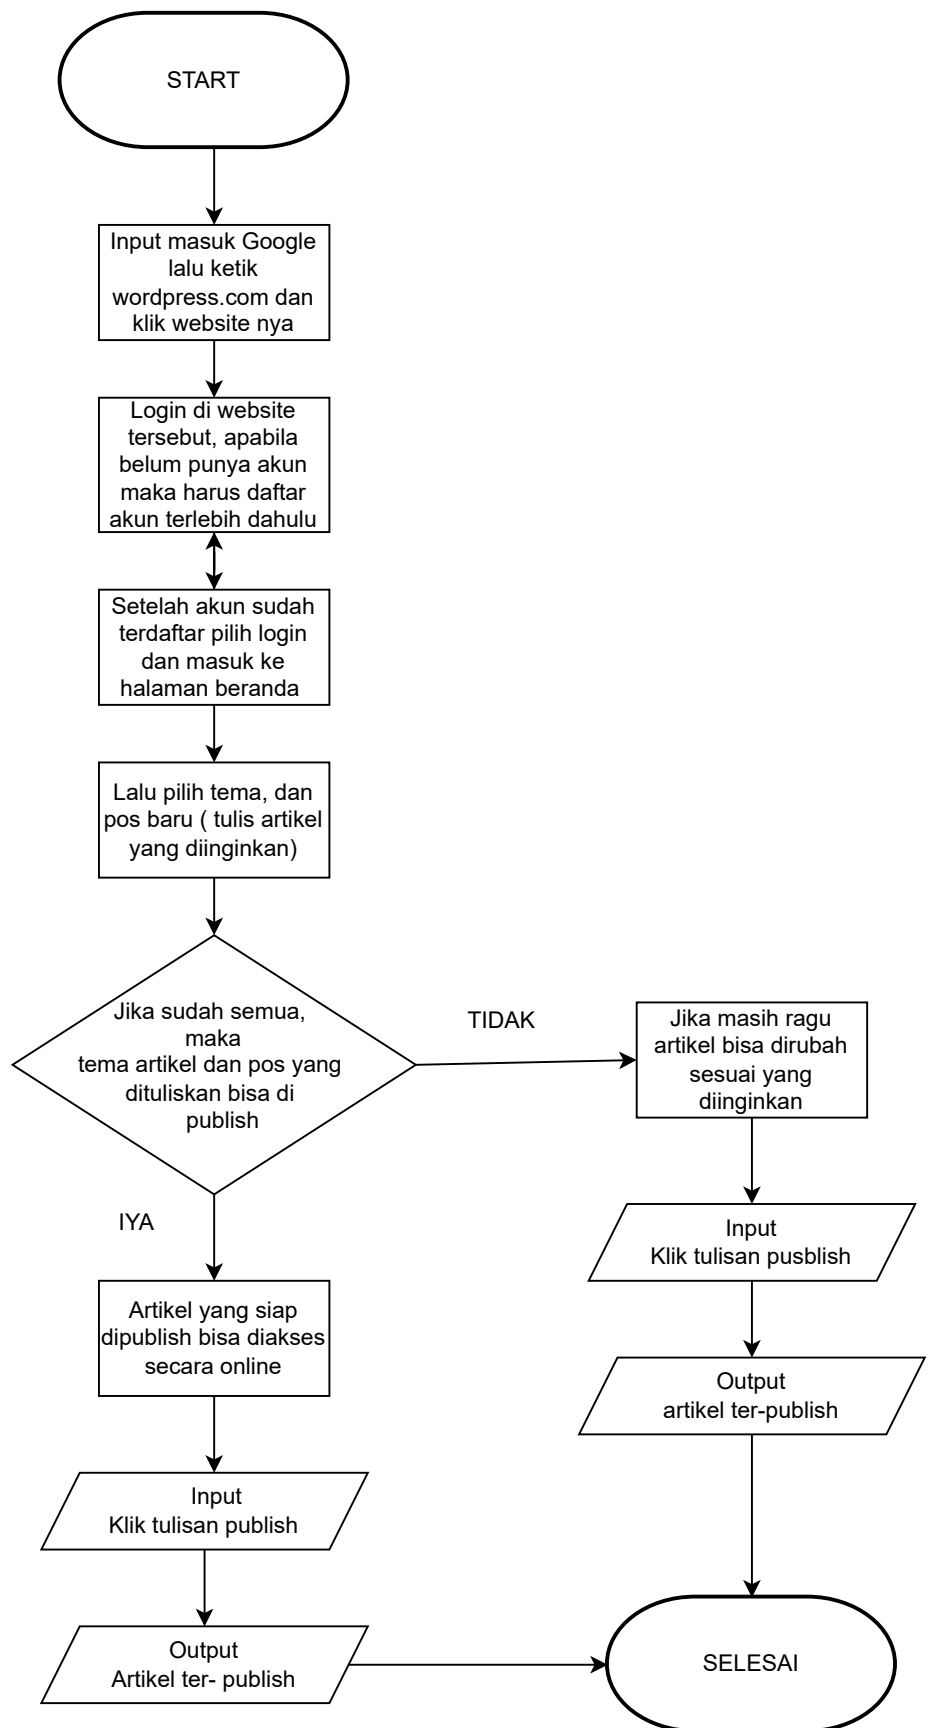 START
Input masuk Google
lalu ketik
wordpress.com dan
klik website nya
Login di website
tersebut, apabila
belum punya akun
maka harus daftar
akun terlebih dahulu
Setelah akun sudah
terdaftar pilih login
dan masuk ke
halaman beranda
Lalu pilih tema, dan
pos baru ( tulis artikel
yang diinginkan)
Jika sudah semua,
maka
tema artikel dan pos yang
dituliskan bisa di
publish
TIDAK
Jika masih ragu
artikel bisa dirubah
sesuai yang
diinginkan
Input
Klik tulisan pusblish
Output
artikel ter-publish
IYA
Artikel yang siap
dipublish bisa diakses
secara online
Input
Klik tulisan publish
Output
Artikel ter- publish
SELESAI